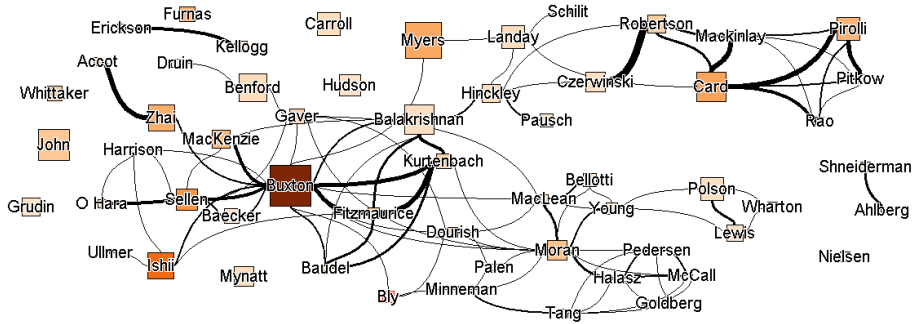 Furnas
Schilit
Erickson
Carroll
Robertson
Pirolli
Kellogg
Myers
Landay
Mackinlay
Accot
Druin
Whittaker
Benford
Hudson
Hinckley
Czerwinski
Card
Pitkow
Zhai
Gaver
Balakrishnan
Pausch
Rao
John
MacKenzie
Harrison
Kurtenbach
Shneiderman
Buxton
Bellotti
Polson
Grudin
O Hara
Sellen
Baecker
Fitzmaurice
MacLean
Young
Wharton
Ahlberg
Dourish
Lewis
Ullmer
Ishii
Baudel
Moran
Pedersen
Nielsen
Mynatt
Palen
Halasz
McCall
Bly
Minneman
Goldberg
Tang